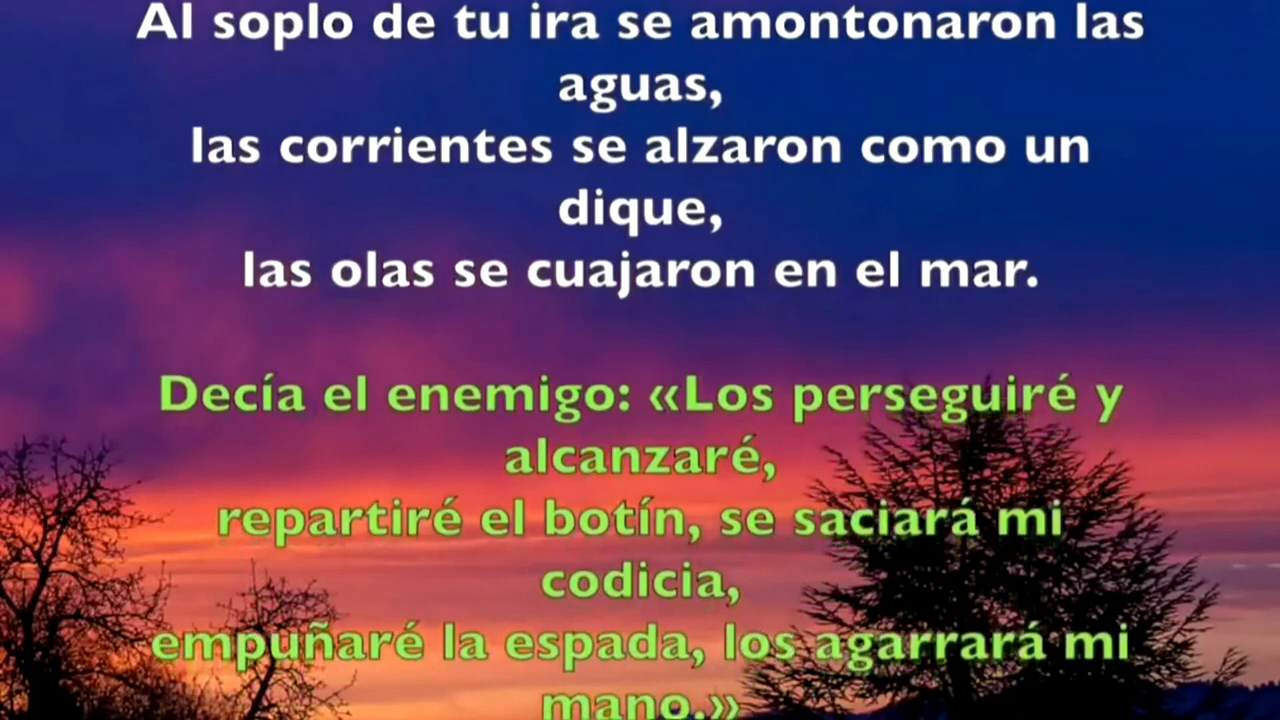 Al soplo de tu ira se amontonaron las
aguas,
las corrientes se alzaron como un
dique,
las olas se cuajaron en el mar.
Decía el enemigo: «Los perseguiré y
alcanzaré,
repartiré el botín, se saciará mi
codicia,
empuñaré la espada, los agarrará mi
mano.»